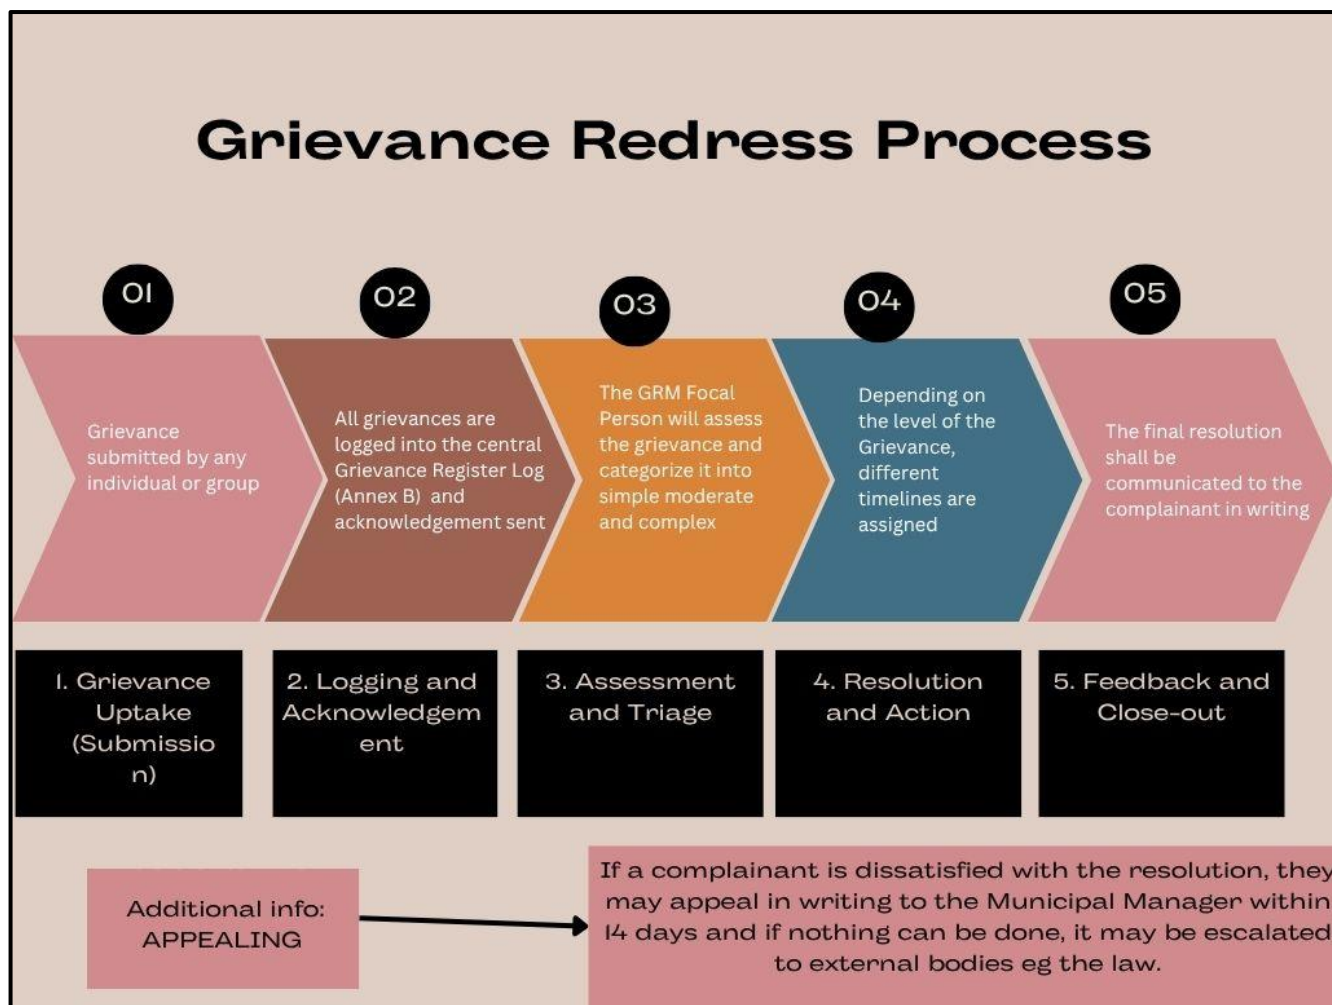 Grievance Redress Process
01
02
03
04
05
Grievance
submitted by any
individual or group
All grievances are
logged into the central
Grievance Register Log
(Annex B) and
acknowledgement sent
The GRM Focal
Person will assess
the grievance and
categorize it into
simple moderate
and complex
Depending on
the level of the
Grievance,
different
timelines are
assigned
The final resolution
shall be
communicated to the
complainant in writing
1. Grievance
Uptake
(Submissio
n)
2. Logging and
Acknowledgem
ent
3. Assessment
and Triage
4. Resolution
and Action
5. Feedback and
Close-out
Additional info:
APPEALING
If a complainant is dissatisfied with the resolution, they
may appeal in writing to the Municipal Manager within
14 days and if nothing can be done, it may be escalated
to external bodies eg the law.